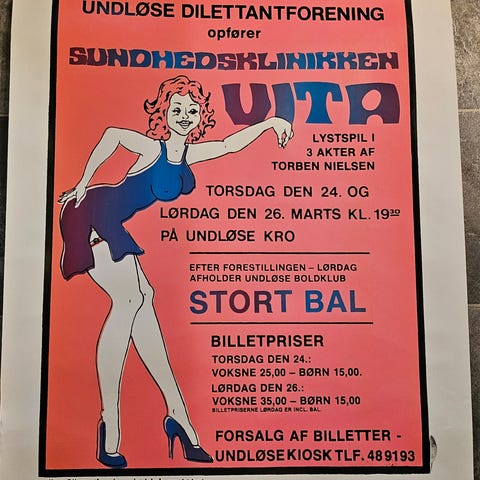 UNDLØSE DILETTANTFORENING
opfører
SUNDHEDSKLINIKKEN
VITA
LYSTSPIL I
3 AKTER AF
TORBEN NIELSEN
TORSDAG DEN 24. OG
LØRDAG DEN 26. MARTS KL. 19³⁰
PÅ UNDLØSE KRO
EFTER FORESTILLINGEN – LØRDAG
AFHOLDER UNDLØSE BOLDKLUB
STORT BAL
BILLETPRISER
TORSDAG DEN 24.:
VOKSNE 25,00 – BØRN 15,00.
LØRDAG DEN 26.:
VOKSNE 35,00 – BØRN 15,00
BILLETPRISERNE LØRDAG ER INCL. BAL
FORSALG AF BILLETTER -
UNDLØSE KIOSK TLF. 489193